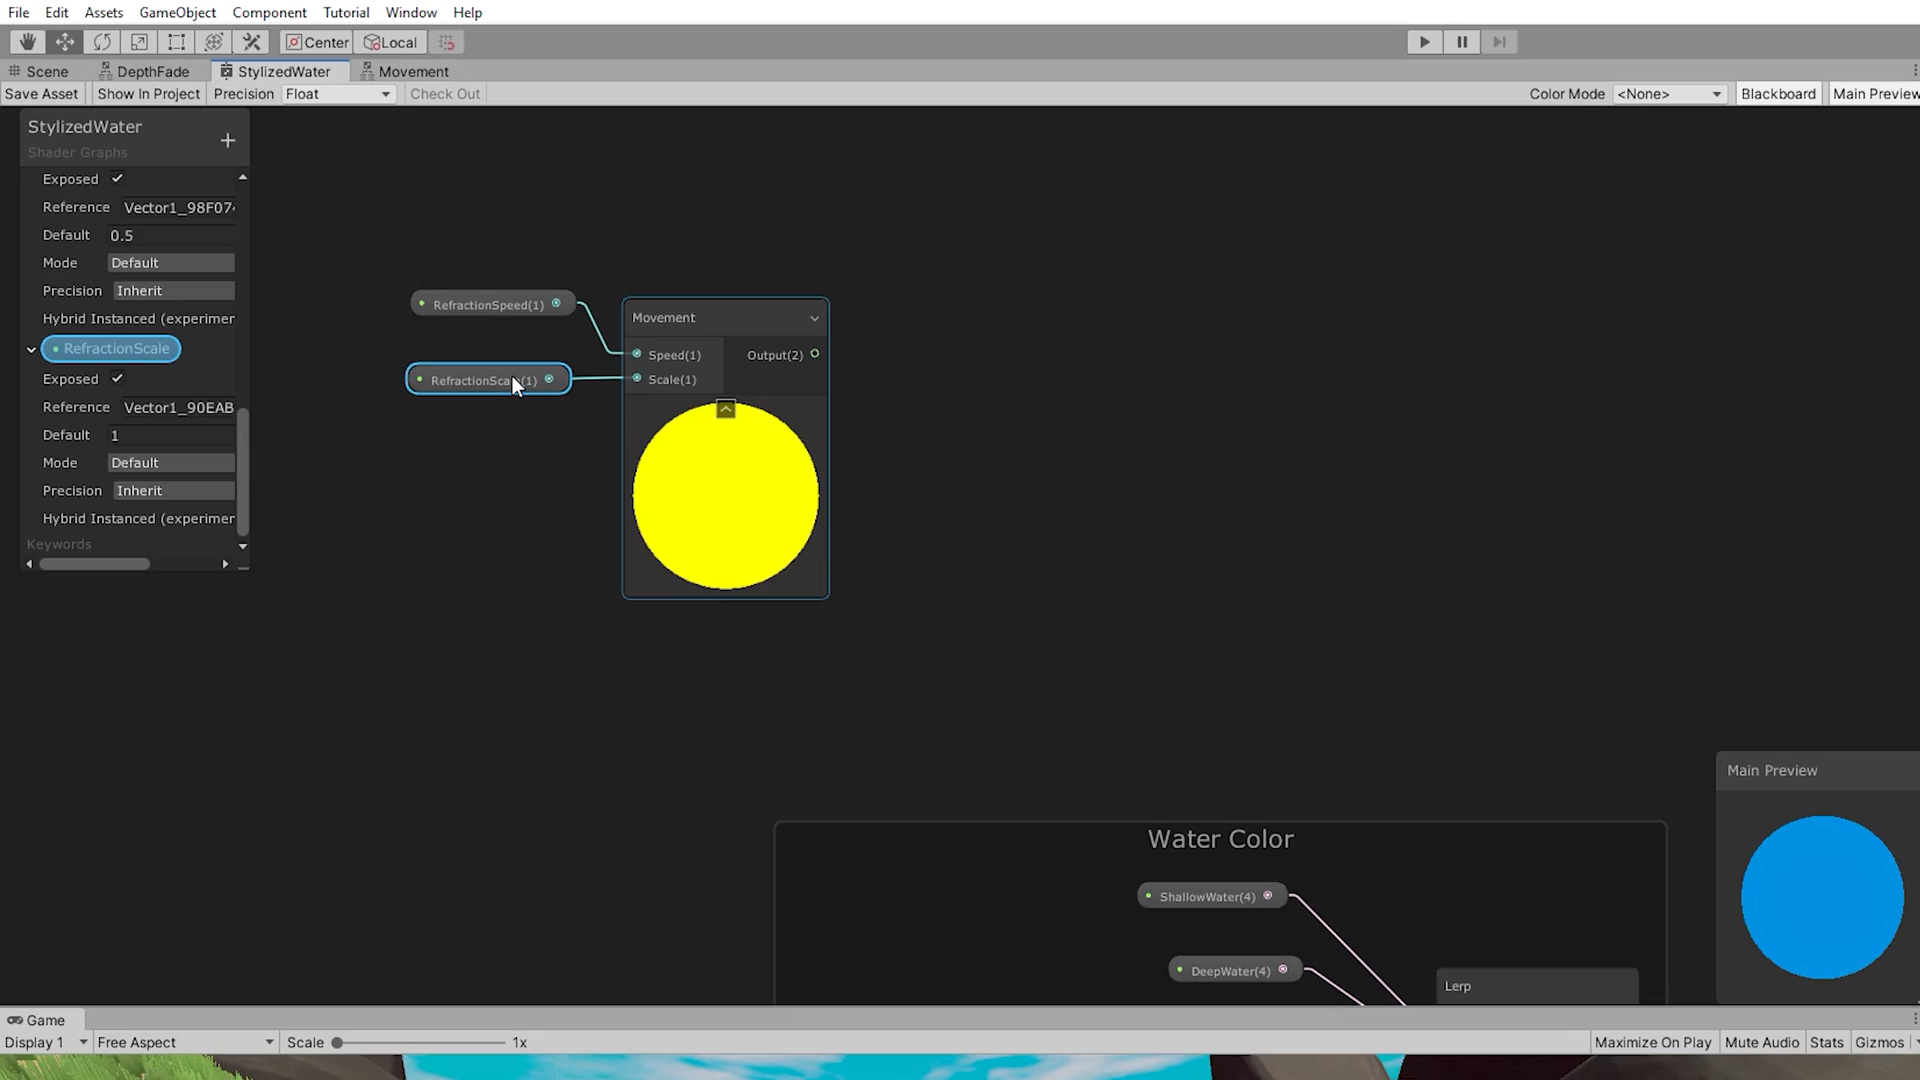 File Edit Assets GameObject Component Tutorial Window Help
Center Local
Scene DepthFade StylizedWater Movement
Save Asset Show In Project Precision Float Check Out Color Mode <None> Blackboard Main Preview
StylizedWater
Shader Graphs
Exposed
Reference Vector1_98F07
Default 0.5
Mode Default
Precision Inherit
Hybrid Instanced (experimen
RefractionScale
Exposed
Reference Vector1_90EAB
Default 1
Mode Default
Precision Inherit
Hybrid Instanced (experimen
Keywords
RefractionSpeed(1)
RefractionScale(1)
Movement
Speed(1) Output(2)
Scale(1)
Water Color
ShallowWater(4)
DeepWater(4)
Lerp
Main Preview
Game
Display 1 Free Aspect Scale 1x Maximize On Play Mute Audio Stats Gizmos